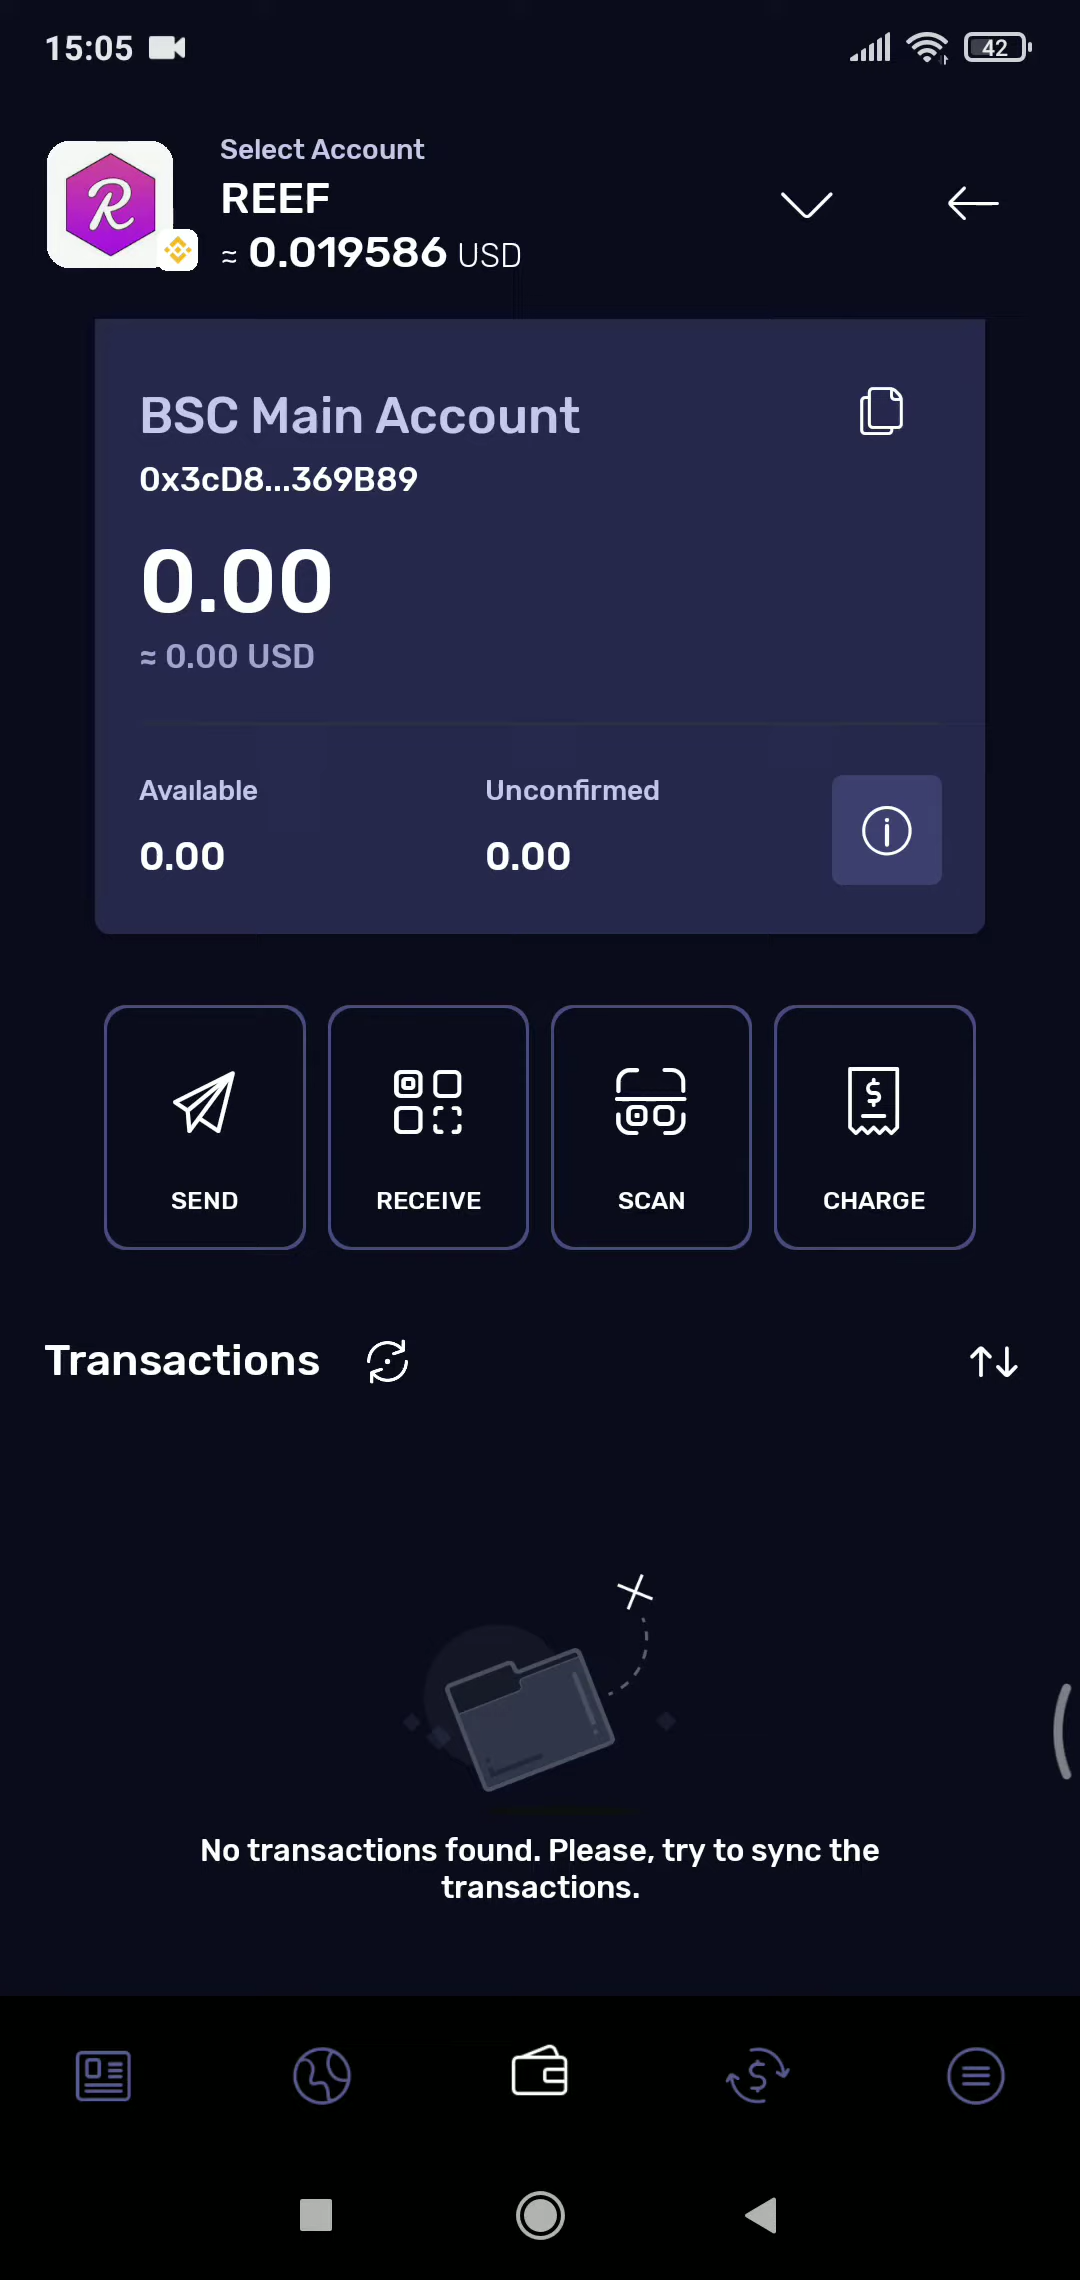 15:05
42
Select Account
REEF
≈ 0.019586 USD
BSC Main Account
0x3cD8...369B89
0.00
≈ 0.00 USD
Available
Unconfirmed
0.00
0.00
SEND
RECEIVE
SCAN
CHARGE
Transactions
No transactions found. Please, try to sync the
transactions.